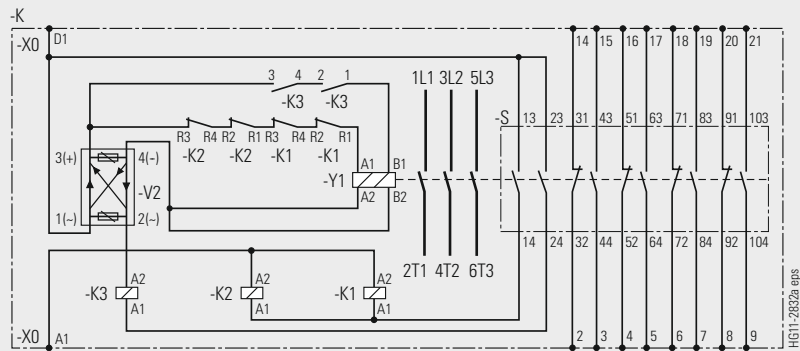 -K
-X0 D1 14 15 16 17 18 19 20 21
3 4 2 1 1L1 3L2 5L3
-K3 -K3
-S 13 23 31 43 51 63 71 83 91 103
R3 R4 R2 R1 R3 R4 R2 R1
-K2 -K2 -K1 -K1
3(+) 4(-) A1 B1
-V2 -Y1
1(~) 2(~) A2 B2
14 24 32 44 52 64 72 84 92 104
2T1 4T2 6T3
A2 A2 A2
-K3 -K2 -K1
A1 A1 A1
-X0 A1 2 3 4 5 6 7 8 9
HG11-2832a eps